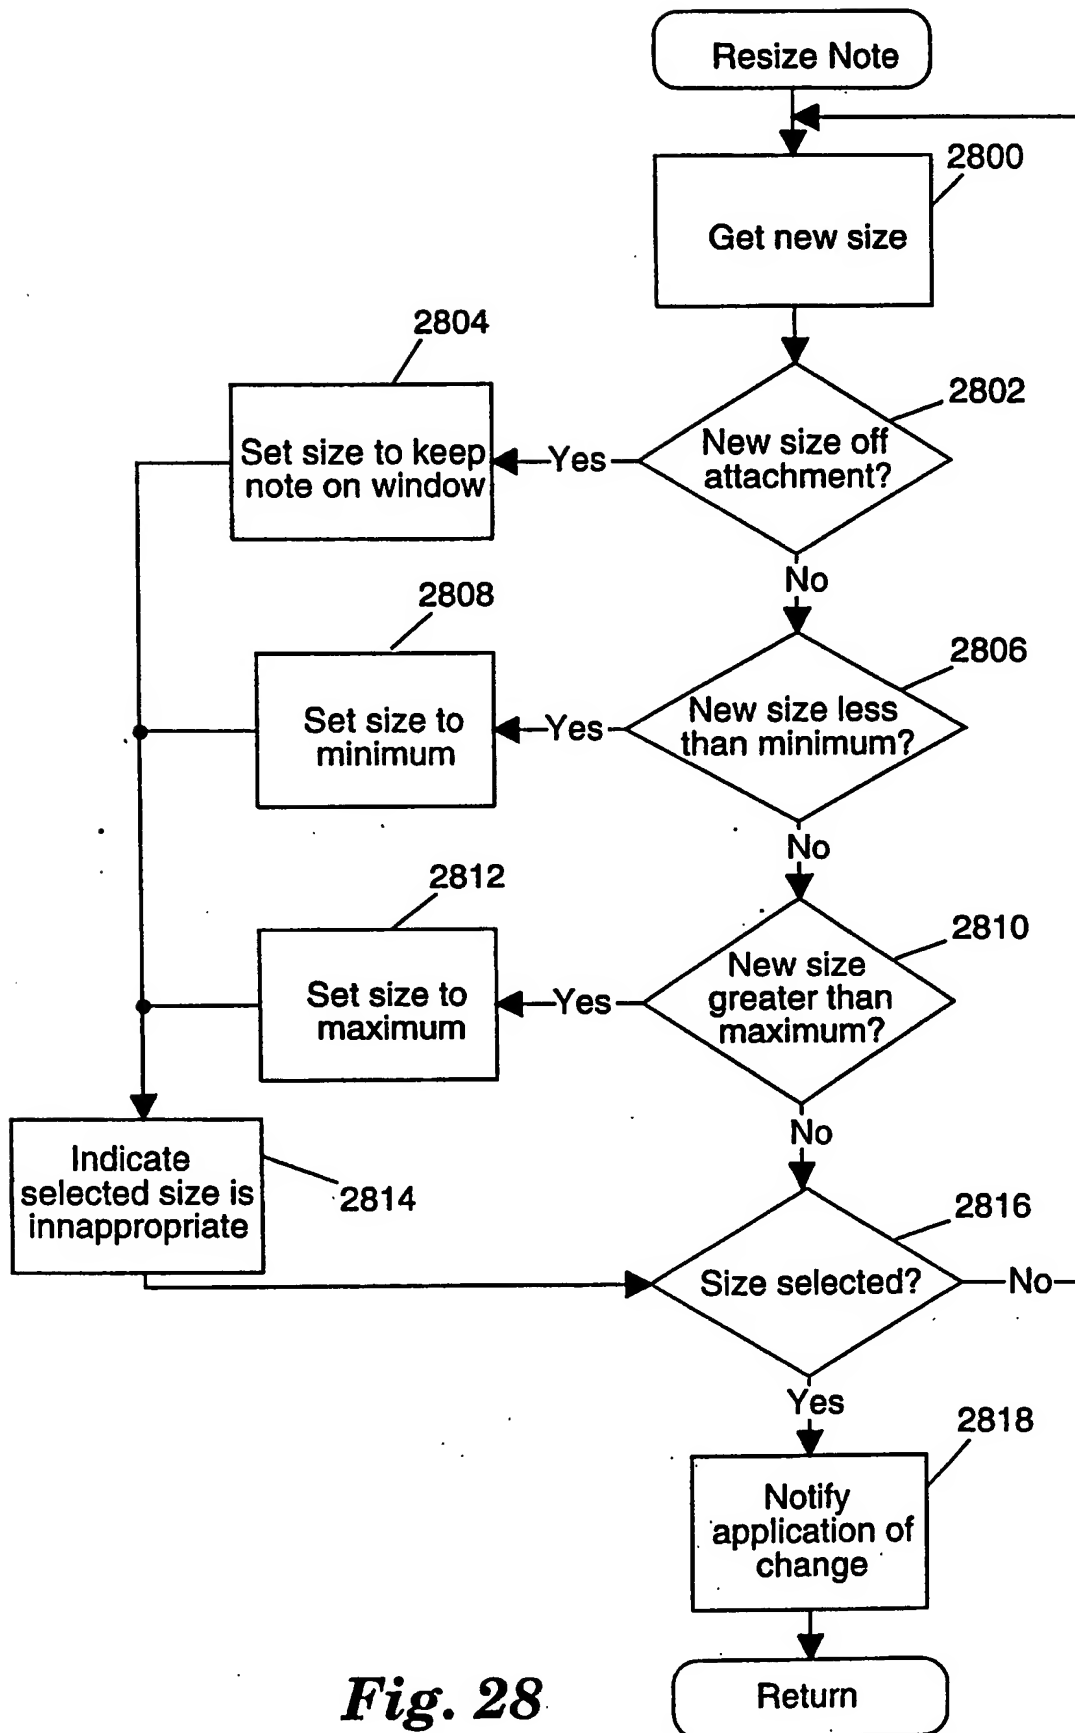 Resize Note
2800
Get new size
2804
2802
Set size to keep
note on window
Yes
New size off
attachment?
No
2808
2806
Set size to
minimum
Yes
New size less
than minimum?
No
2812
2810
Set size to
maximum
Yes
New size
greater than
maximum?
No
Indicate
selected size is
innappropriate
2814
2816
Size selected?
No
Yes
2818
Notify
application of
change
Return
Fig. 28